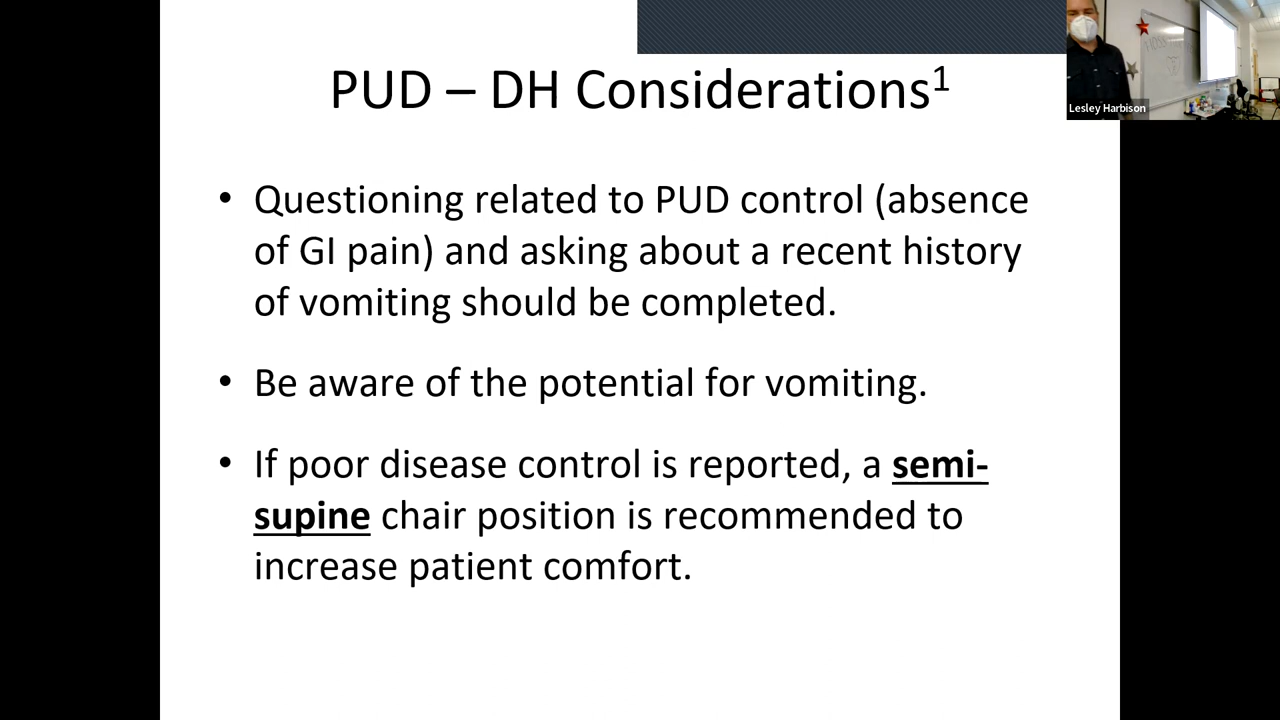 PUD – DH Considerations1
Lesley Harbison
• Questioning related to PUD control (absence
of GI pain) and asking about a recent history
of vomiting should be completed.
• Be aware of the potential for vomiting.
• If poor disease control is reported, a semi-
supine chair position is recommended to
increase patient comfort.